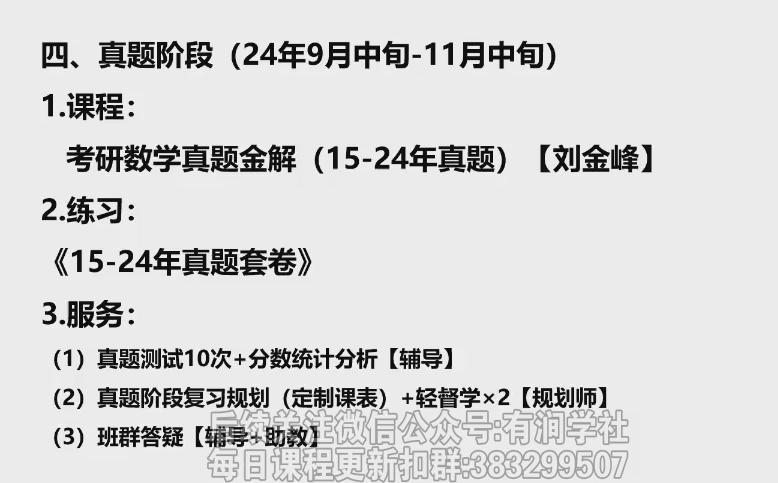 四、真题阶段（24年9月中旬-11月中旬）
1.课程：
考研数学真题金解（15-24年真题）【刘金峰】
2.练习：
《15-24年真题套卷》
3.服务：
（1）真题测试10次+分数统计分析【辅导】
（2）真题阶段复习规划（定制课表）+轻督学×2【规划师】
后续关注微信公众号:有润学社
（3）班群答疑【辅导+助教】
每日课程更新扣群:383299507